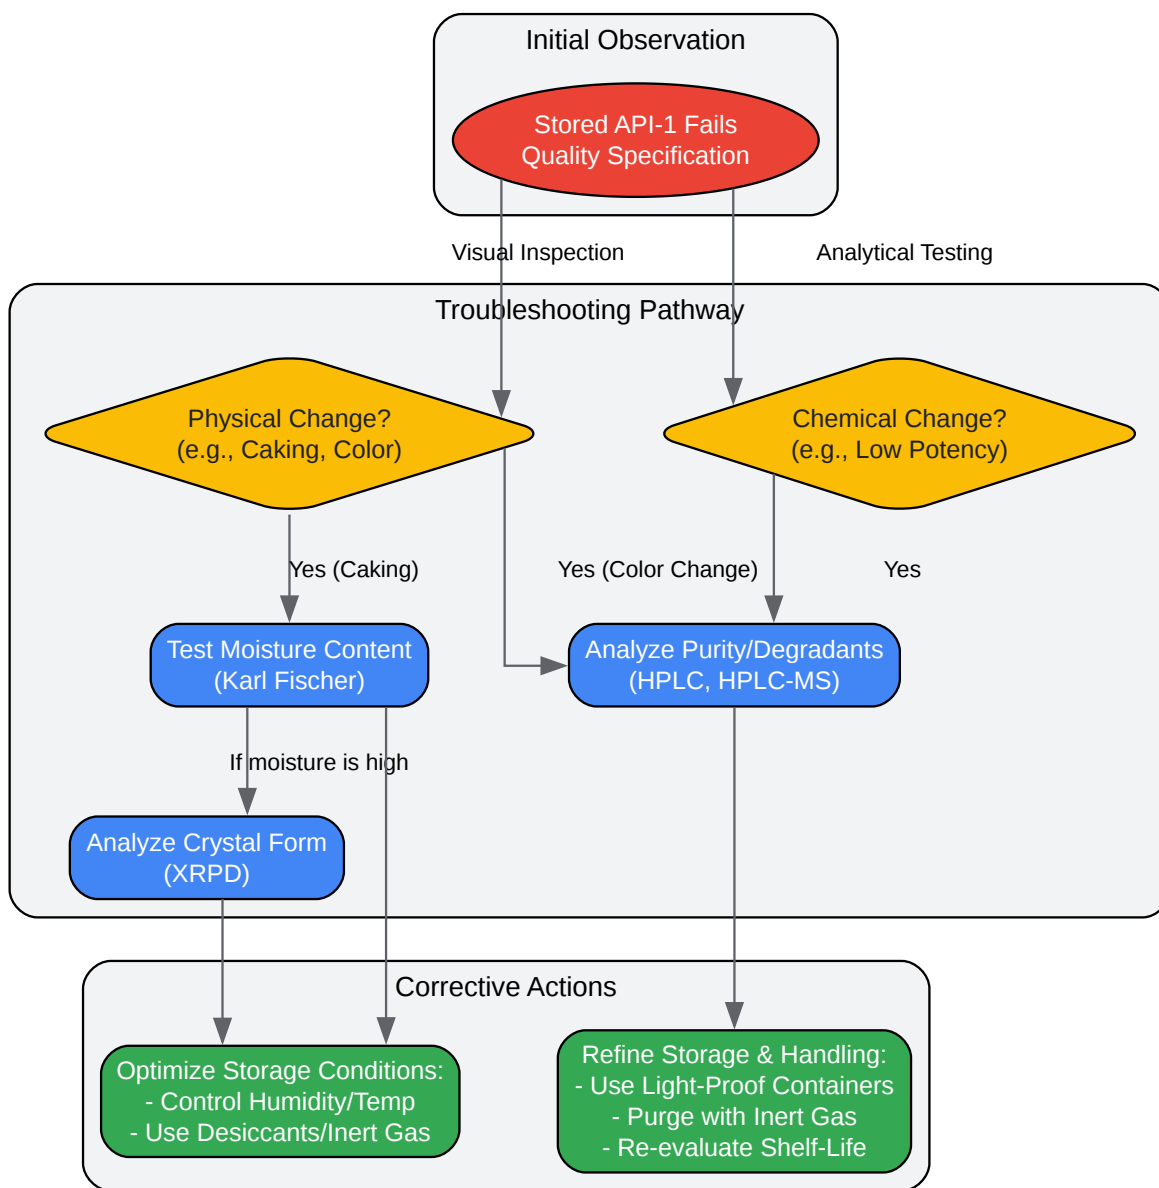 Initial Observation
Stored API-1 Fails
Quality Specification
Visual Inspection
Analytical Testing
Troubleshooting Pathway
Physical Change?
(e.g., Caking, Color)
Chemical Change?
(e.g., Low Potency)
Yes (Caking)
Yes (Color Change)
Yes
Test Moisture Content
(Karl Fischer)
Analyze Purity/Degradants
(HPLC, HPLC-MS)
If moisture is high
Analyze Crystal Form
(XRPD)
Corrective Actions
Optimize Storage Conditions:
- Control Humidity/Temp
- Use Desiccants/Inert Gas
Refine Storage & Handling:
- Use Light-Proof Containers
- Purge with Inert Gas
- Re-evaluate Shelf-Life